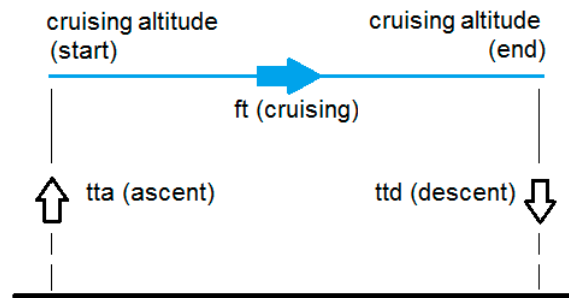 cruising altitude
(start)
cruising altitude
(end)
ft (cruising)
tta (ascent)
ttd (descent)